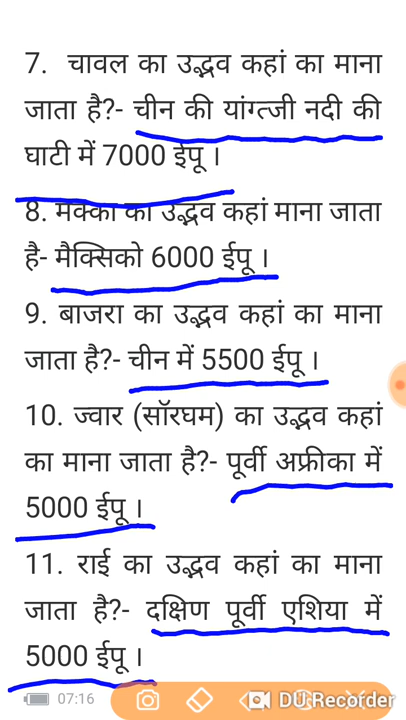 7. चावल का उद्भव कहां का माना
जाता है?- चीन की यांग्त्जी नदी की
घाटी में 7000 ईपू ।
8. मक्का का उद्भव कहां माना जाता
है- मैक्सिको 6000 ईपू ।
9. बाजरा का उद्भव कहां का माना
जाता है?- चीन में 5500 ईपू ।
10. ज्वार (सॉरघम) का उद्भव कहां
का माना जाता है?- पूर्वी अफ्रीका में
5000 ईपू ।
11. राई का उद्भव कहां का माना
जाता है?- दक्षिण पूर्वी एशिया में
5000 ईपू ।
07:16 DU Recorder